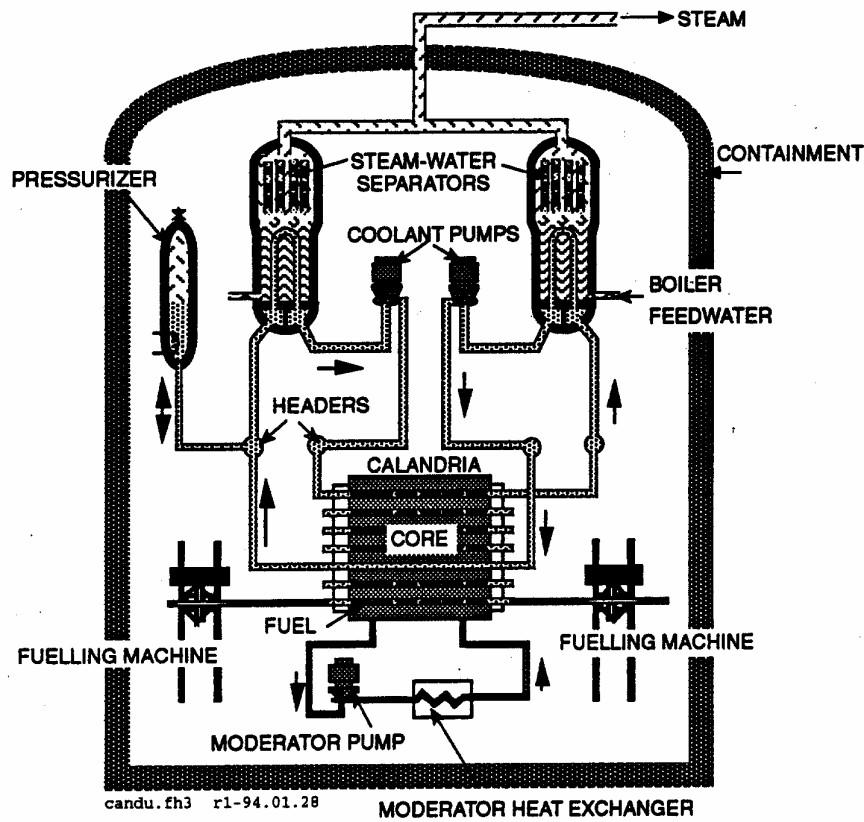 STEAM
CONTAINMENT
STEAM-WATER
SEPARATORS
PRESSURIZER
COOLANT PUMPS
BOILER
FEEDWATER
HEADERS
CALANDRIA
CORE
FUEL
FUELLING MACHINE
FUELLING MACHINE
MODERATOR PUMP
candu.fh3 r1-94.01.28
MODERATOR HEAT EXCHANGER